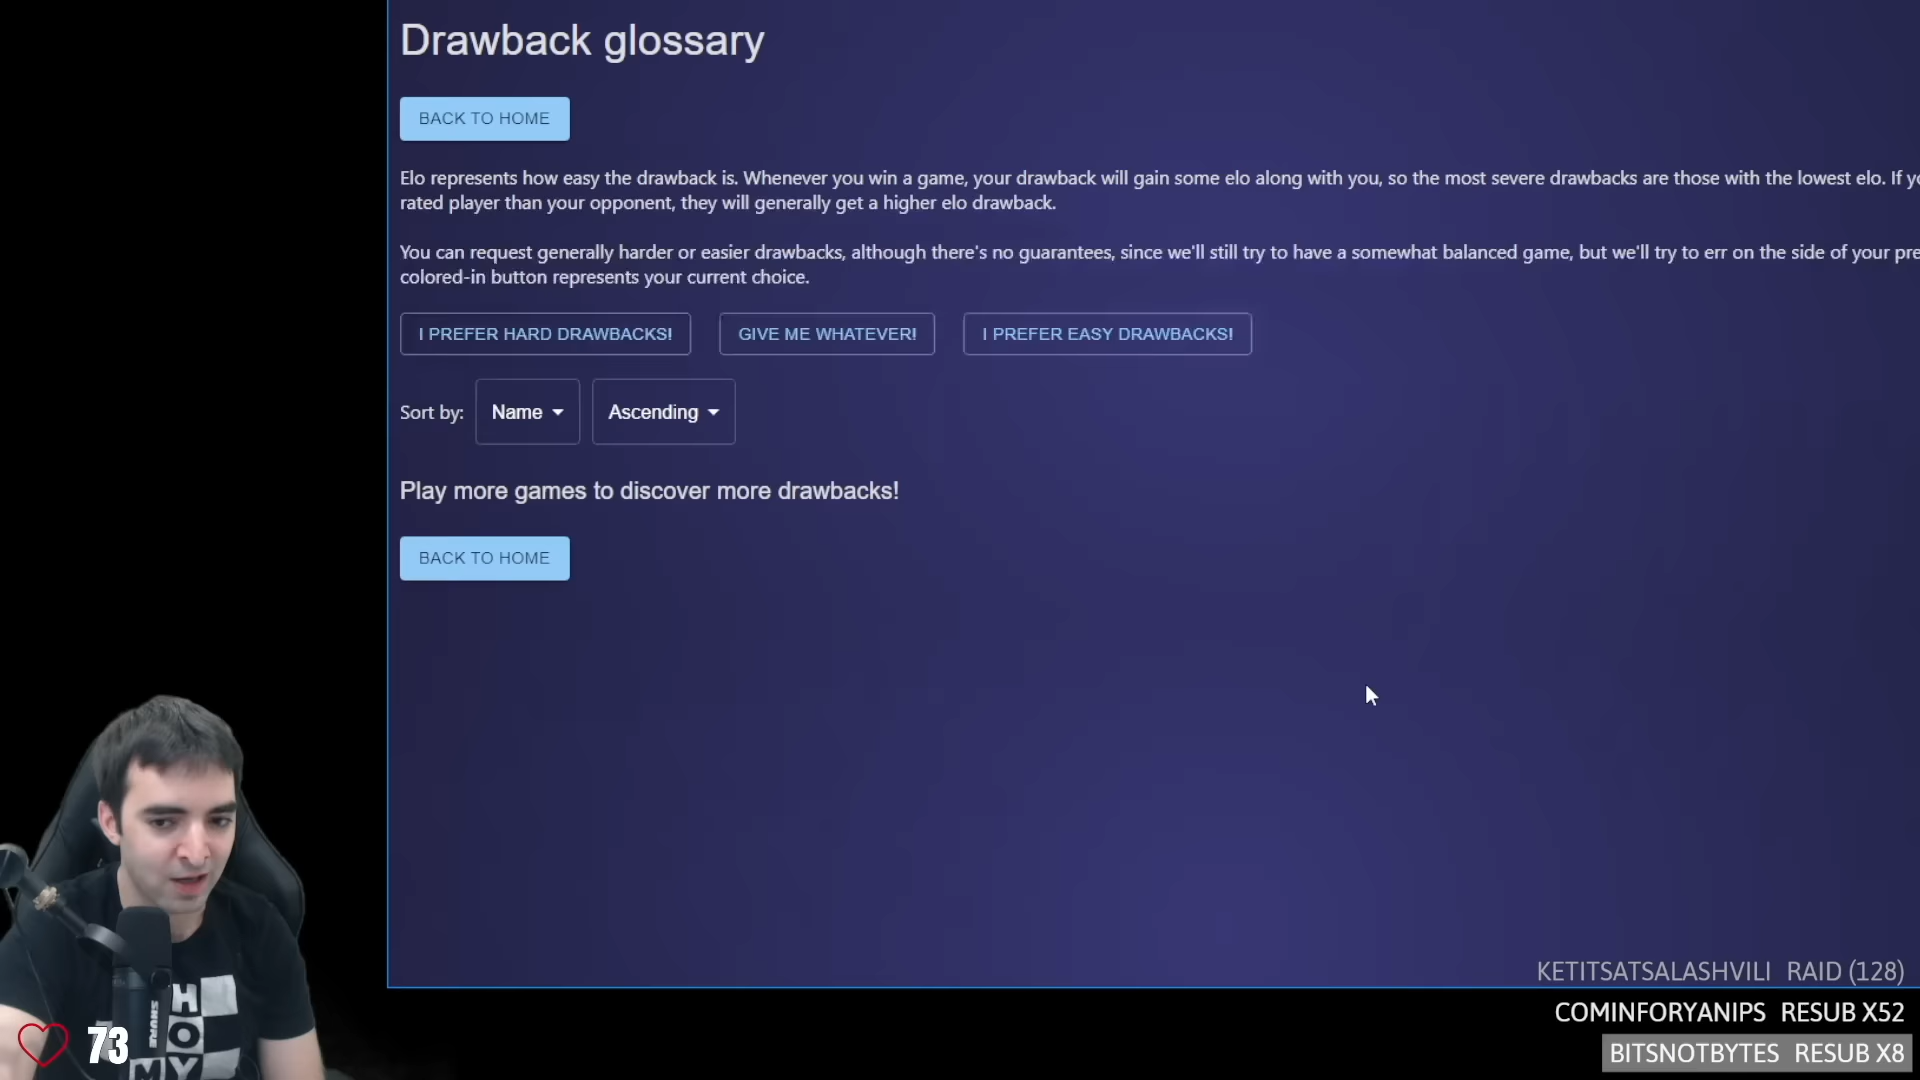 Drawback glossary
BACK TO HOME
Elo represents how easy the drawback is. Whenever you win a game, your drawback will gain some elo along with you, so the most severe drawbacks are those with the lowest elo. If
rated player than your opponent, they will generally get a higher elo drawback.
You can request generally harder or easier drawbacks, although there's no guarantees, since we'll still try to have a somewhat balanced game, but we'll try to err on the side of your
colored-in button represents your current choice.
I PREFER HARD DRAWBACKS!
GIVE ME WHATEVER!
I PREFER EASY DRAWBACKS!
Sort by:
Name
Ascending
Play more games to discover more drawbacks!
BACK TO HOME
KETITSATSALASHVILI RAID (128)
COMINFORYANIPS RESUB X52
BITSNOTBYTES RESUB X8
73
SHURE